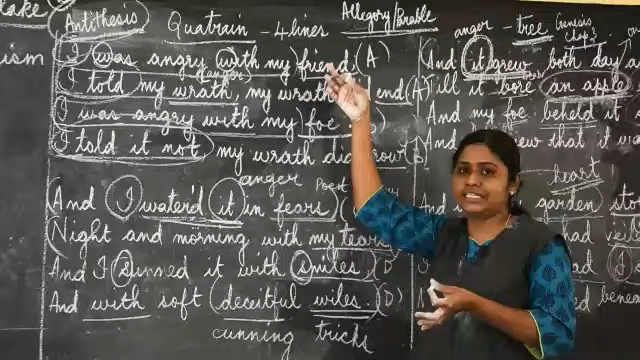 lake
ism
Antithesis Quatrain - 4 lines Allegory/Parable
I was angry with my friend. (A)
(anger)
I told my wrath, my wrath end (A)
I was angry with my foe
I told it not my wrath did grow
anger Poet
And I water'd it in fears
Night and morning with my tears
And I sunned it with smiles (D)
And with soft deceitful wiles. (D)
cunning tricks
anger tree Genesis
And it grew both day a
Till it bore an apple
And my foe beheld it
And that it
heart
garden
had